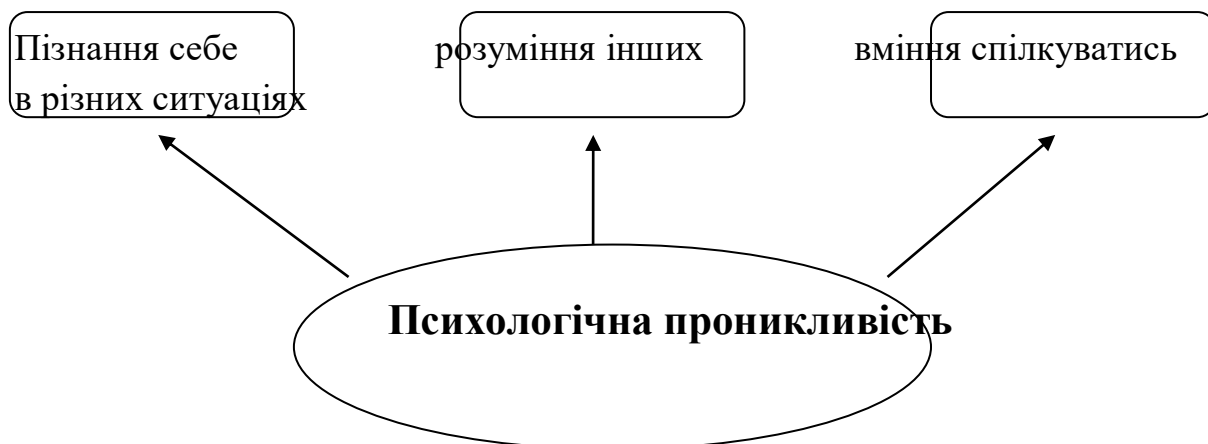 Пізнання себе
в різних ситуаціях
розуміння інших
вміння спілкуватись
Психологічна проникливість